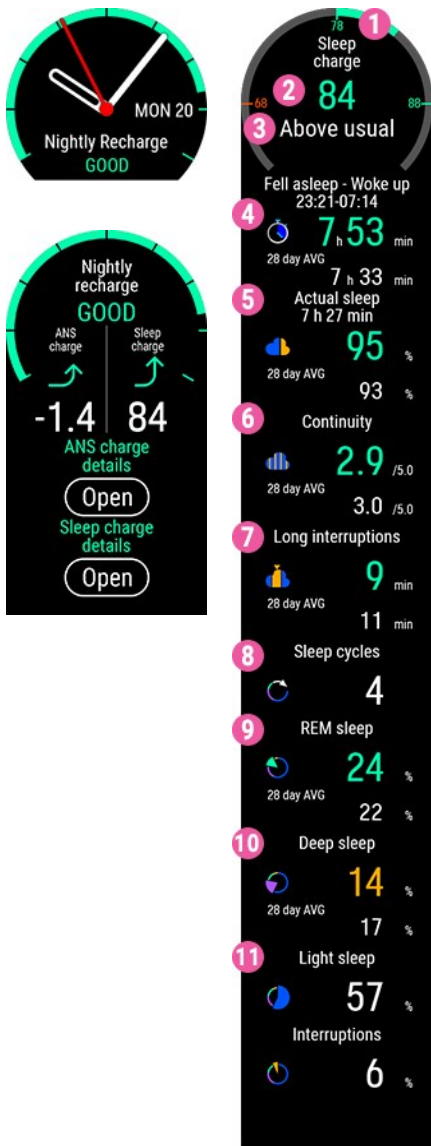 MON 20
Nightly Recharge
GOOD
Nightly
recharge
GOOD
ANS
charge
Sleep
charge
-1.4
84
ANS charge
details
Open
Sleep charge
details
Open
1
78
Sleep
charge
68
2
84
88
3
Above usual
Fell asleep - Woke up
23:21-07:14
4
7 h 53 min
28 day AVG
7 h 33 min
5
Actual sleep
7 h 27 min
95 %
28 day AVG
93 %
6
Continuity
2.9 /5.0
28 day AVG
3.0 /5.0
7
Long interruptions
9 min
28 day AVG
11 min
8
Sleep cycles
4
9
REM sleep
24 %
28 day AVG
22 %
10
Deep sleep
14 %
28 day AVG
17 %
11
Light sleep
57 %
Interruptions
6 %